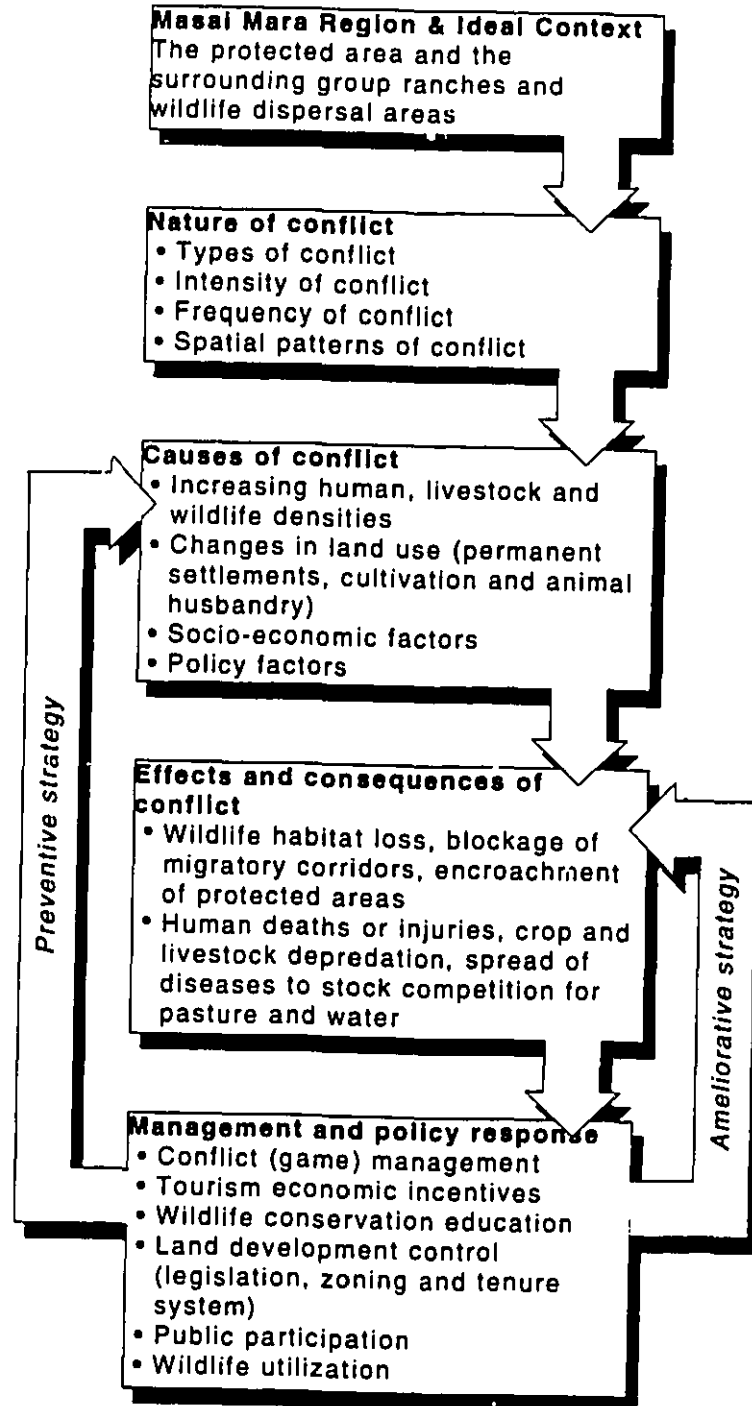 Masai Mara Region & Ideal Context
The protected area and the
surrounding group ranches and
wildlife dispersal areas
Nature of conflict
• Types of conflict
• Intensity of conflict
• Frequency of conflict
• Spatial patterns of conflict
Causes of conflict
• Increasing human, livestock and
wildlife densities
• Changes in land use (permanent
settlements, cultivation and animal
husbandry)
• Socio-economic factors
• Policy factors
Preventive strategy
Effects and consequences of
conflict
• Wildlife habitat loss, blockage of
migratory corridors, encroachment
of protected areas
• Human deaths or injuries, crop and
livestock depredation, spread of
diseases to stock competition for
pasture and water
Ameliorative strategy
Management and policy response
• Conflict (game) management
• Tourism economic incentives
• Wildlife conservation education
• Land development control
(legislation, zoning and tenure
system)
• Public participation
• Wildlife utilization